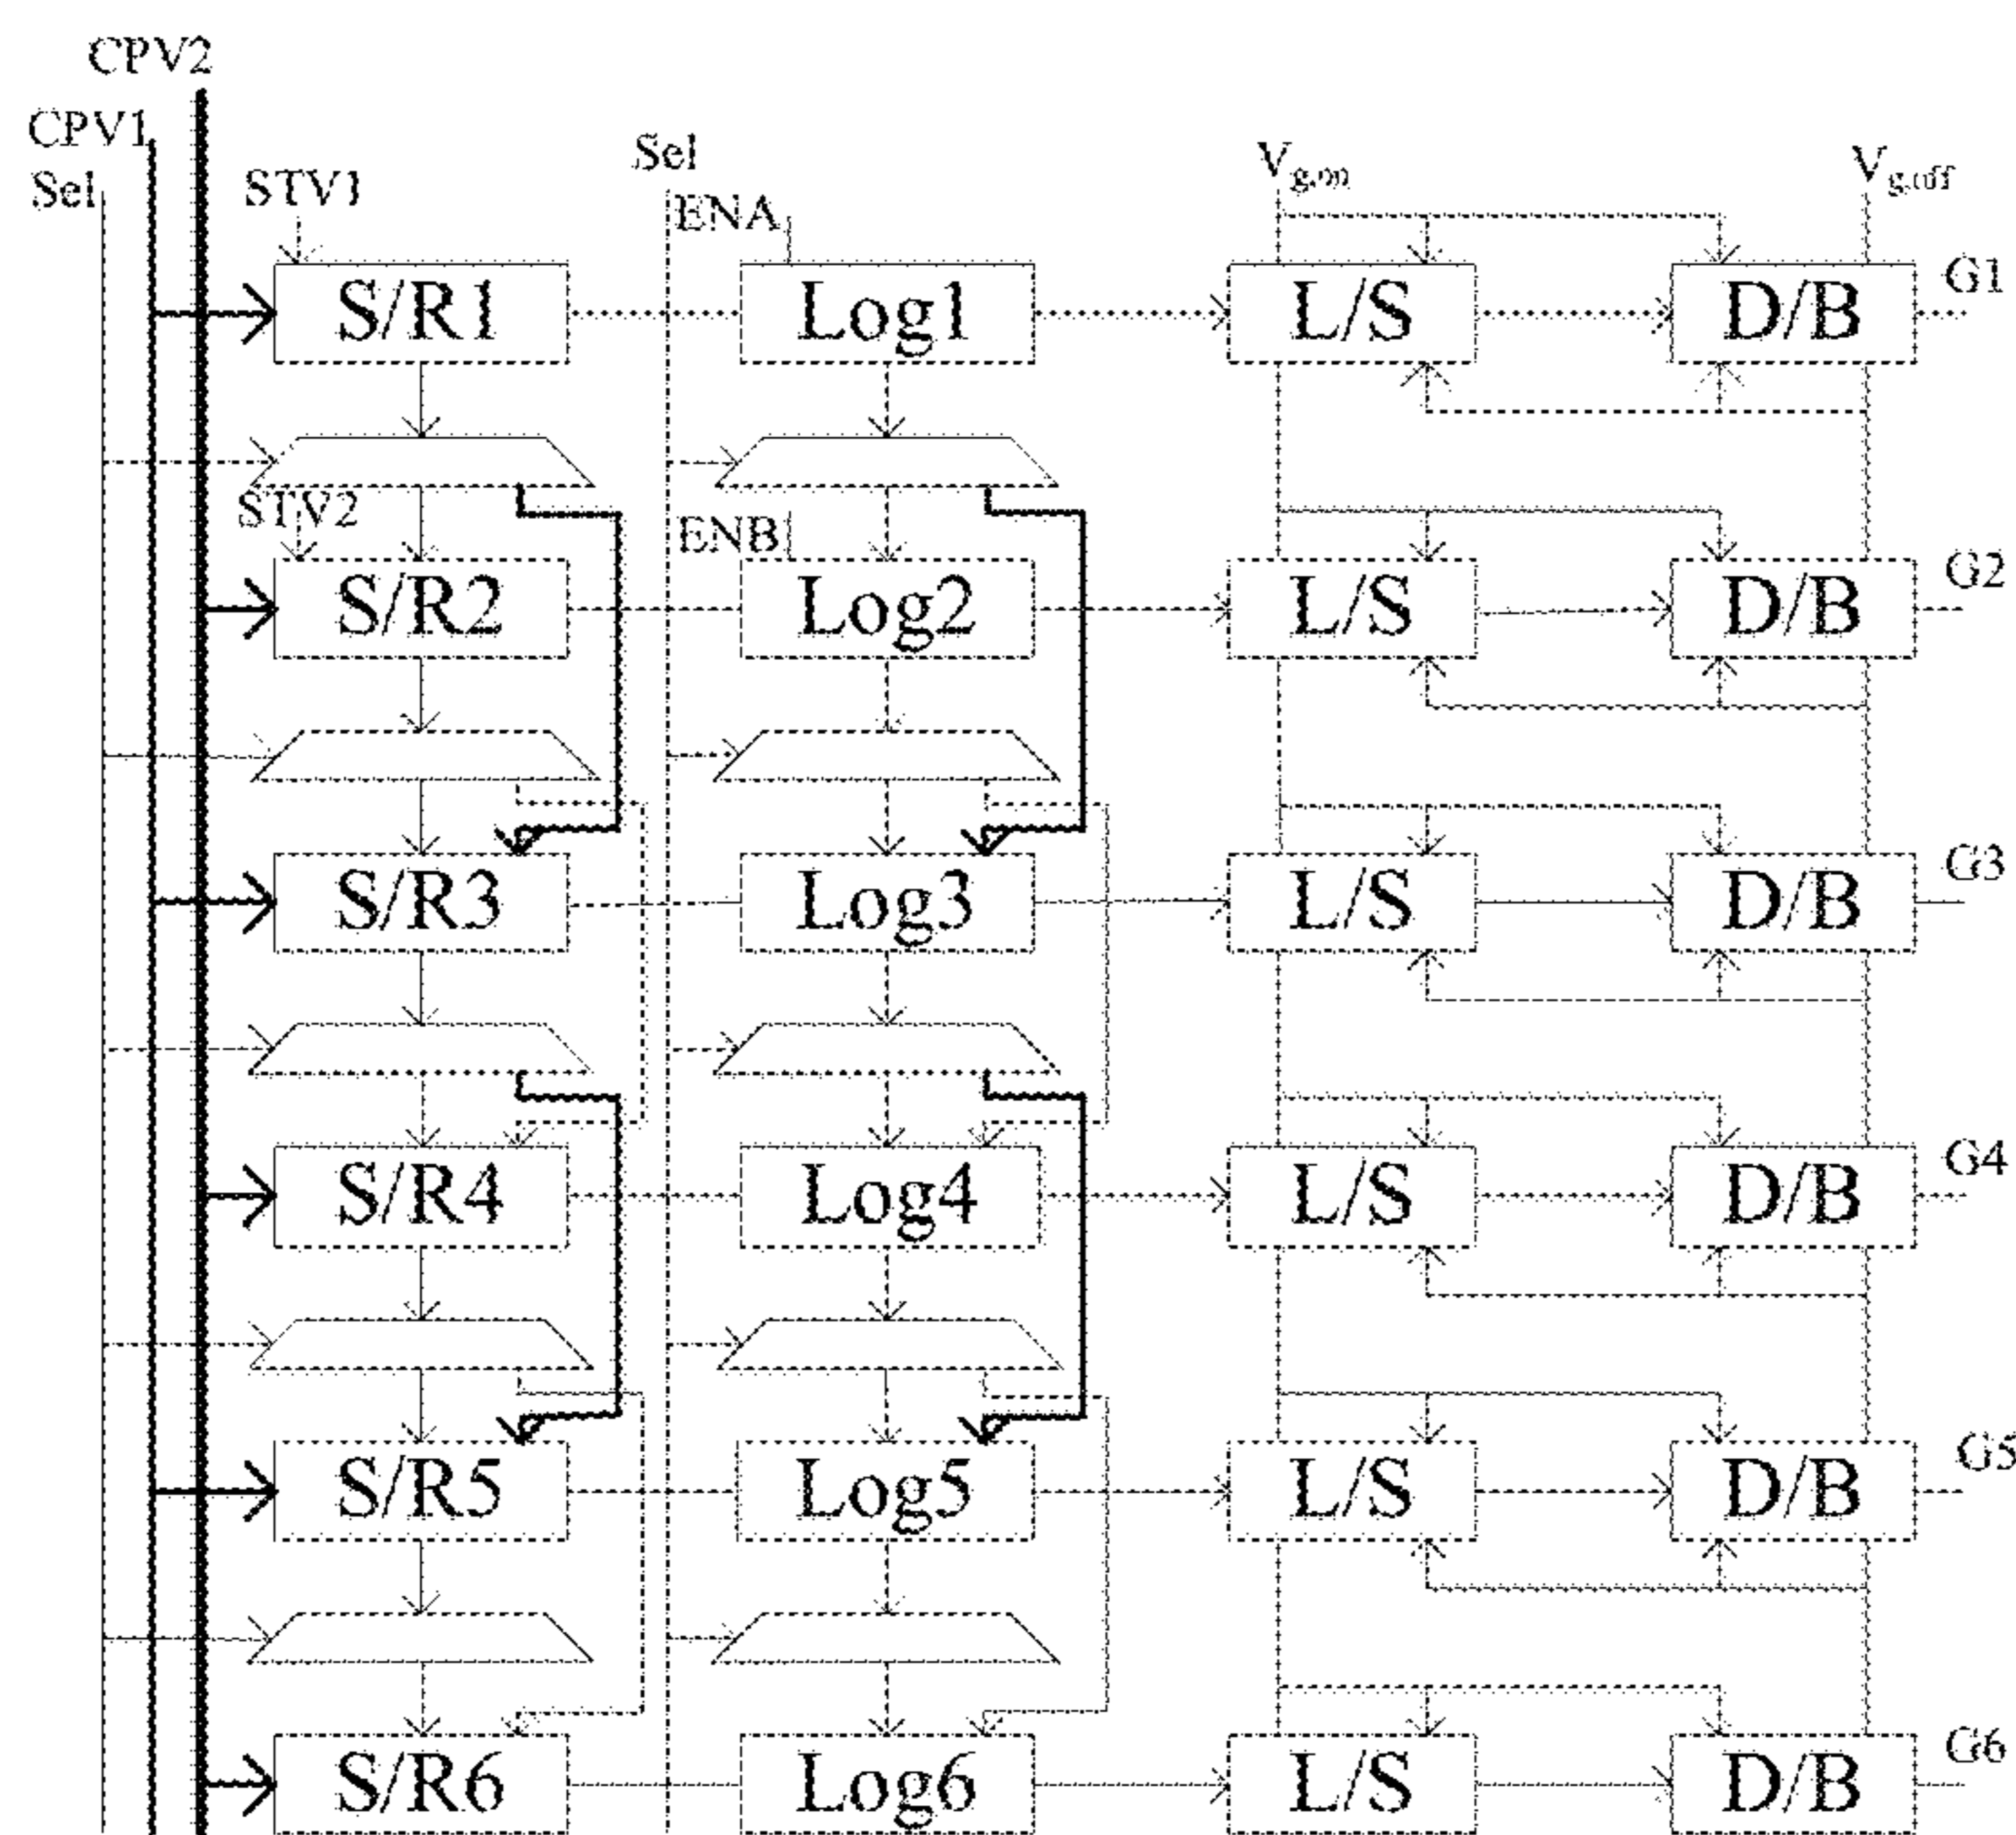 CPV2
CPV1
Sel
Sel
STV1
ENA
Vg,on
Vg,off
S/R1
Log1
L/S
D/B
G1
STV2
ENB
S/R2
Log2
L/S
D/B
G2
S/R3
Log3
L/S
D/B
G3
S/R4
Log4
L/S
D/B
G4
S/R5
Log5
L/S
D/B
G5
S/R6
Log6
L/S
D/B
G6